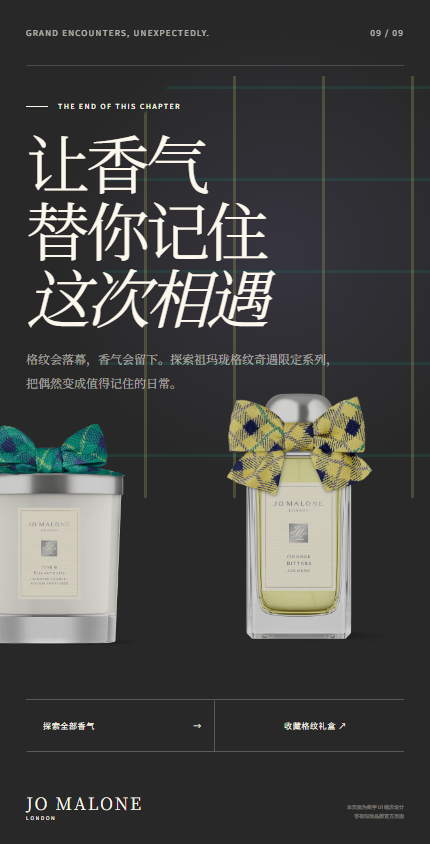 GRAND ENCOUNTERS, UNEXPECTEDLY.
09 / 09
THE END OF THIS CHAPTER
让香气
替你记住
这次相遇
格纹会落幕，香气会留下。探索祖玛珑格纹奇遇限定系列，
把偶然变成值得记住的日常。
JO MALONE
LONDON
JO MALONE
LONDON
ORANGE
BITTERS
COLOGNE
探索全部香气 →
收藏格纹礼盒 ↗
JO MALONE
LONDON